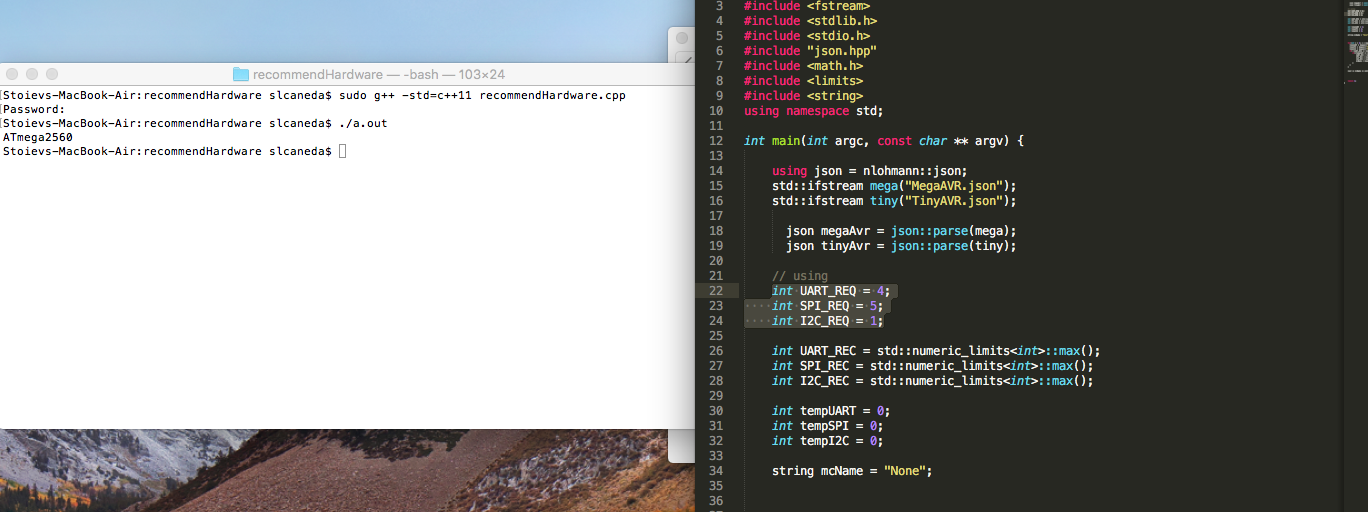 recommendHardware — -bash — 103×24
[Stoievs-MacBook-Air:recommendHardware slcaneda$ sudo g++ -std=c++11 recommendHardware.cpp
[Password:
[Stoievs-MacBook-Air:recommendHardware slcaneda$ ./a.out
ATmega2560
Stoievs-MacBook-Air:recommendHardware slcaneda$
3 #include <fstream>
4 #include <stdlib.h>
5 #include <stdio.h>
6 #include "json.hpp"
7 #include <math.h>
8 #include <limits>
9 #include <string>
10 using namespace std;
11
12 int main(int argc, const char ** argv) {
13
14 using json = nlohmann::json;
15 std::ifstream mega("MegaAVR.json");
16 std::ifstream tiny("TinyAVR.json");
17
18 json megaAvr = json::parse(mega);
19 json tinyAvr = json::parse(tiny);
20
21 // using
22 int UART_REQ = 4;
23 int SPI_REQ = 5;
24 int I2C_REQ = 1;
25
26 int UART_REC = std::numeric_limits<int>::max();
27 int SPI_REC = std::numeric_limits<int>::max();
28 int I2C_REC = std::numeric_limits<int>::max();
29
30 int tempUART = 0;
31 int tempSPI = 0;
32 int tempI2C = 0;
33
34 string mcName = "None";
35
36